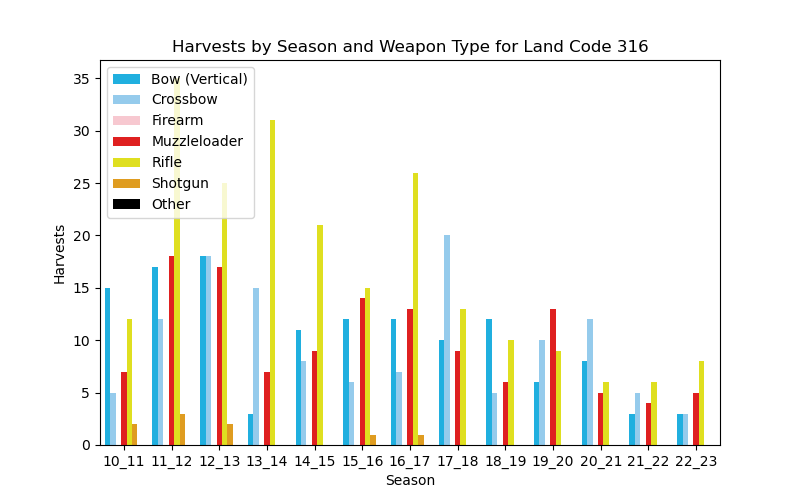 Harvests by Season and Weapon Type for Land Code 316
35
30
25
20
15
10
5
0
Harvests
Bow (Vertical)
Crossbow
Firearm
Muzzleloader
Rifle
Shotgun
Other
10_11 11_12 12_13 13_14 14_15 15_16 16_17 17_18 18_19 19_20 20_21 21_22 22_23
Season